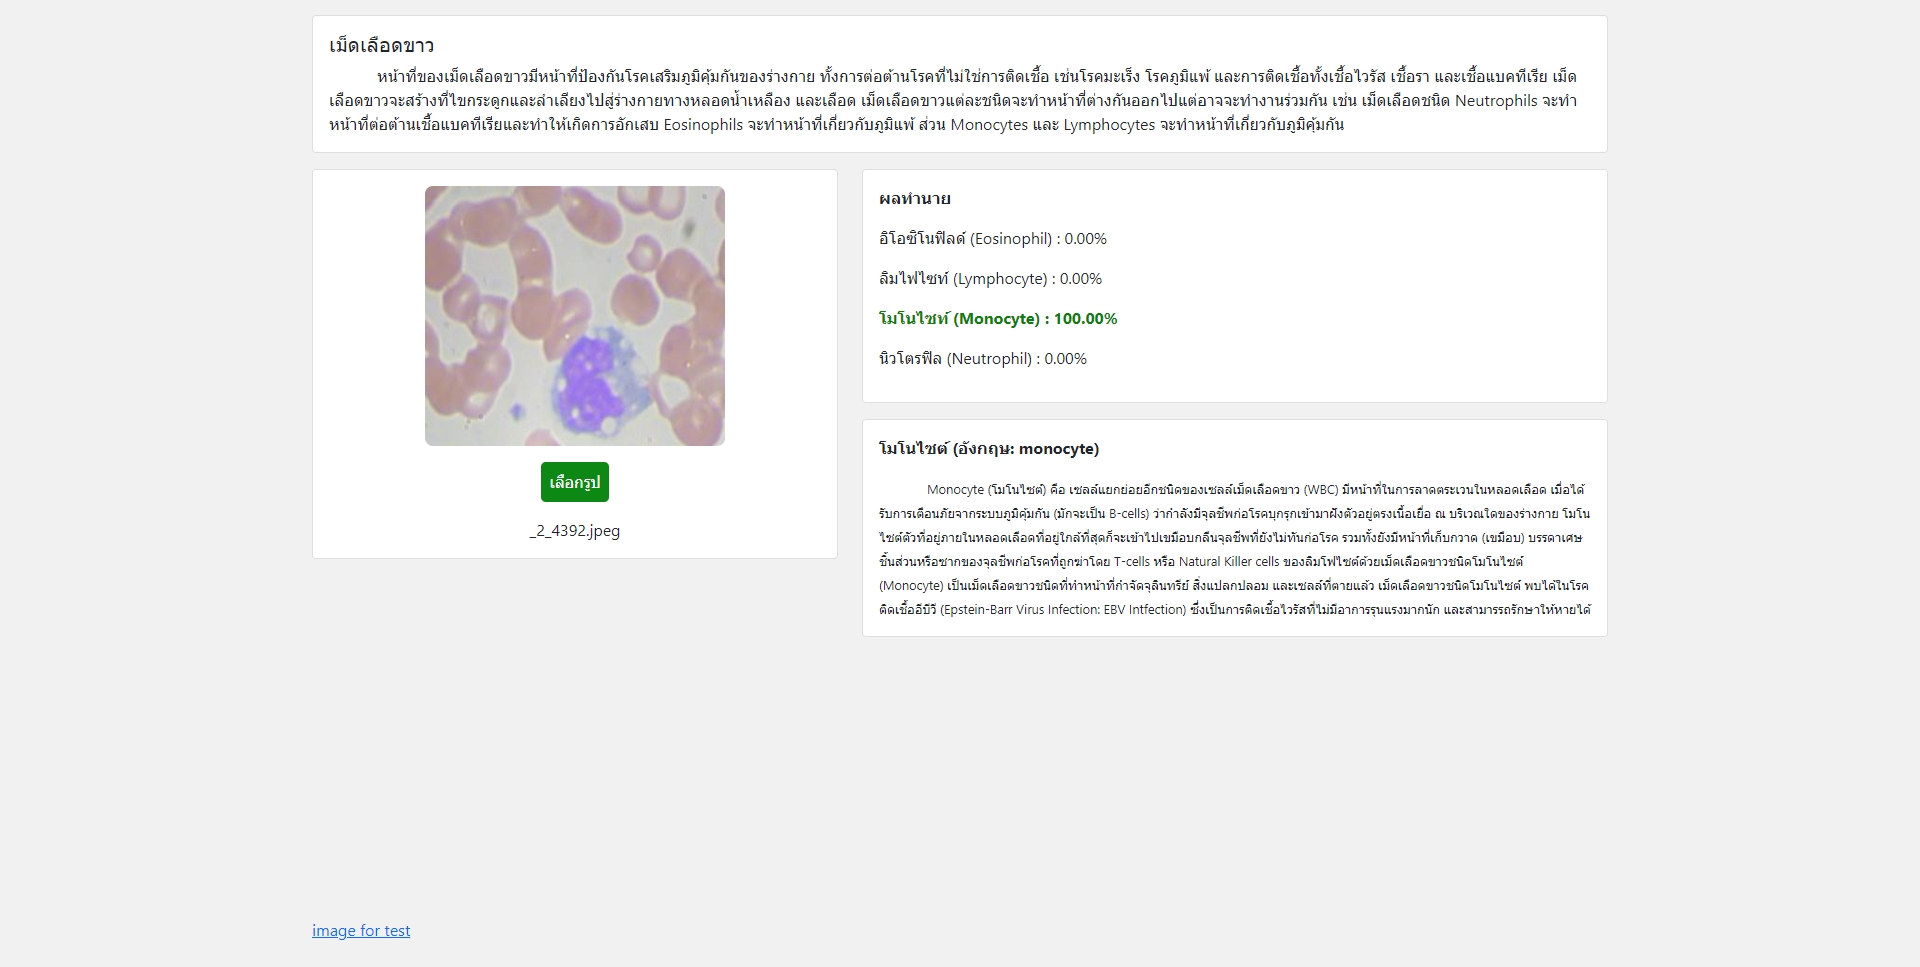 เม็ดเลือดขาว
หน้าที่ของเม็ดเลือดขาวมีหน้าที่ป้องกันโรคเสริมภูมิคุ้มกันของร่างกาย ทั้งการต่อต้านโรคที่ไม่ใช่การติดเชื้อ เช่นโรคมะเร็ง โรคภูมิแพ้ และการติดเชื้อทั้งเชื้อไวรัส เชื้อรา และเชื้อแบคทีเรีย เม็ด
เลือดขาวจะสร้างที่ไขกระดูกและลำเลียงไปสู่ร่างกายทางหลอดน้ำเหลือง และเลือด เม็ดเลือดขาวแต่ละชนิดจะทำหน้าที่ต่างกันออกไปแต่อาจจะทำงานร่วมกัน เช่น เม็ดเลือดชนิด Neutrophils จะทำ
หน้าที่ต่อต้านเชื้อแบคทีเรียและทำให้เกิดการอักเสบ Eosinophils จะทำหน้าที่เกี่ยวกับภูมิแพ้ ส่วน Monocytes และ Lymphocytes จะทำหน้าที่เกี่ยวกับภูมิคุ้มกัน
เลือกรูป
_2_4392.jpeg
ผลทำนาย
อิโอซิโนฟิลด์ (Eosinophil) : 0.00%
ลิมไฟไซท์ (Lymphocyte) : 0.00%
โมโนไซท์ (Monocyte) : 100.00%
นิวโตรฟิล (Neutrophil) : 0.00%
โมโนไซต์ (อังกฤษ: monocyte)
Monocyte (โมโนไซต์) คือ เซลล์แยกย่อยอีกชนิดของเซลล์เม็ดเลือดขาว (WBC) มีหน้าที่ในการลาดตระเวนในหลอดเลือด เมื่อได้
รับการเตือนภัยจากระบบภูมิคุ้มกัน (มักจะเป็น B-cells) ว่ากำลังมีจุลชีพก่อโรคบุกรุกเข้ามาฝังตัวอยู่ตรงเนื้อเยื่อ ณ บริเวณใดของร่างกาย โมโน
ไซต์ตัวที่อยู่ภายในหลอดเลือดที่อยู่ใกล้ที่สุดก็จะเข้าไปเขมือบกลืนจุลชีพที่ยังไม่ทันก่อโรค รวมทั้งยังมีหน้าที่เก็บกวาด (เขมือบ) บรรดาเศษ
ชิ้นส่วนหรือซากของจุลชีพก่อโรคที่ถูกฆ่าโดย T-cells หรือ Natural Killer cells ของลิมโฟไซต์ด้วยเม็ดเลือดขาวชนิดโมโนไซต์
(Monocyte) เป็นเม็ดเลือดขาวชนิดที่ทำหน้าที่กำจัดจุลินทรีย์ สิ่งแปลกปลอม และเซลล์ที่ตายแล้ว เม็ดเลือดขาวชนิดโมโนไซต์ พบได้ในโรค
ติดเชื้ออีบีวี (Epstein-Barr Virus Infection: EBV Intfection) ซึ่งเป็นการติดเชื้อไวรัสที่ไม่มีอาการรุนแรงมากนัก และสามารรถรักษาให้หายได้
image for test